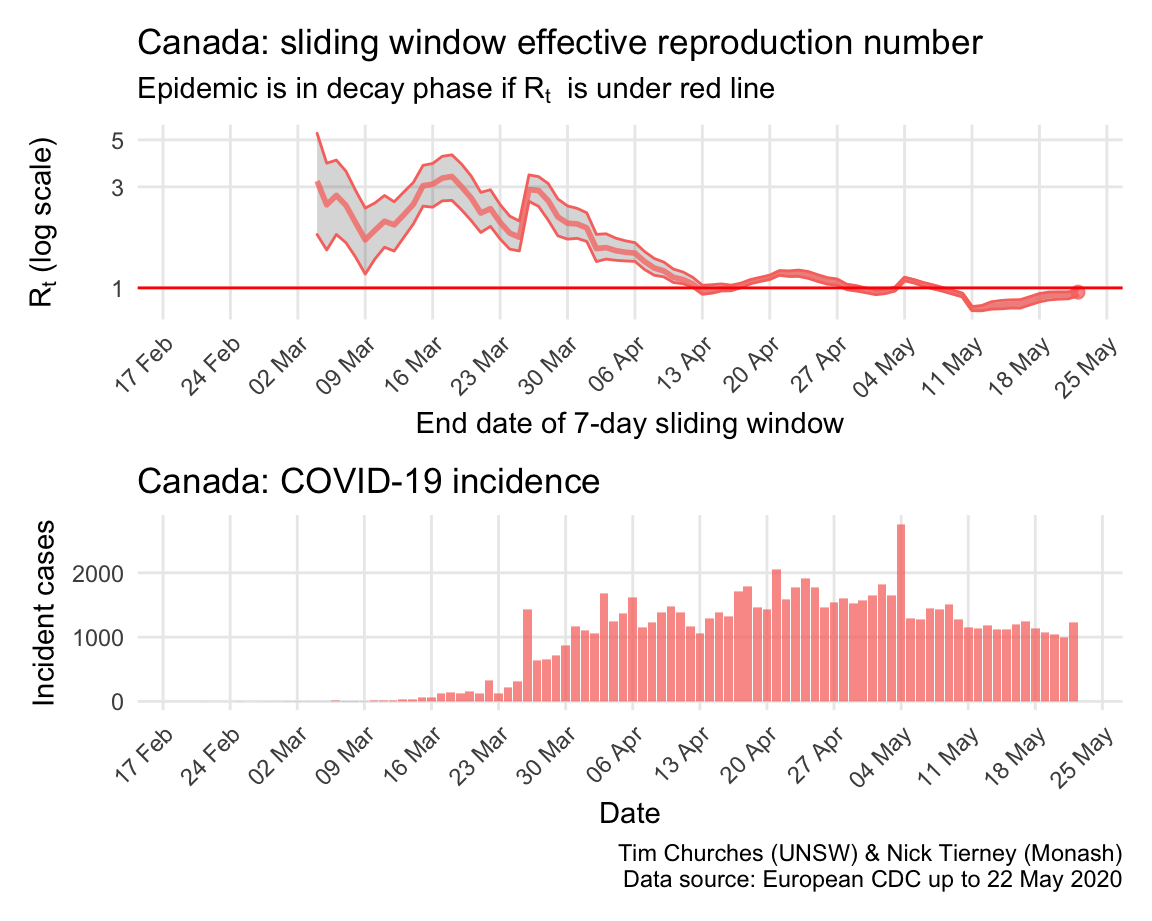 Canada: sliding window effective reproduction number
Epidemic is in decay phase if Rt is under red line
Rt (log scale)
5
3
1
17 Feb
24 Feb
02 Mar
09 Mar
16 Mar
23 Mar
30 Mar
06 Apr
13 Apr
20 Apr
27 Apr
04 May
11 May
18 May
25 May
End date of 7-day sliding window
Canada: COVID-19 incidence
Incident cases
2000
1000
0
17 Feb
24 Feb
02 Mar
09 Mar
16 Mar
23 Mar
30 Mar
06 Apr
13 Apr
20 Apr
27 Apr
04 May
11 May
18 May
25 May
Date
Tim Churches (UNSW) & Nick Tierney (Monash)
Data source: European CDC up to 22 May 2020